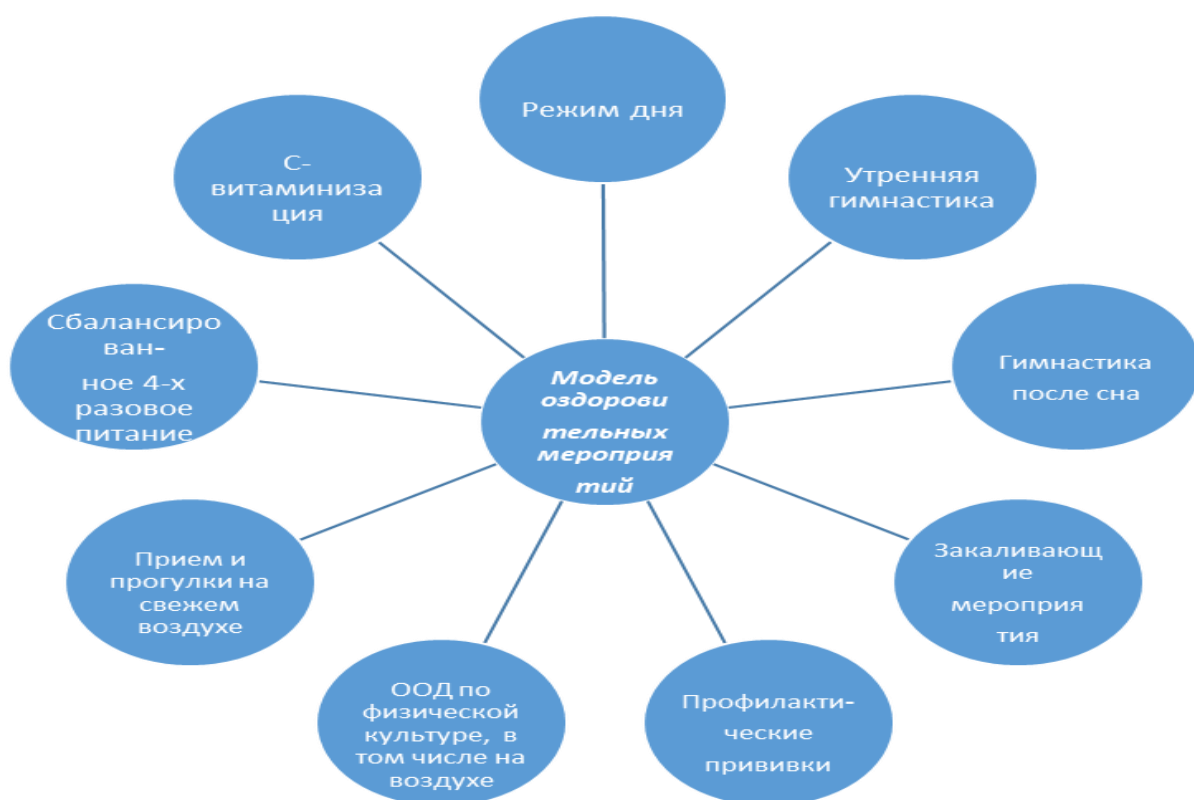 Режим дня
С-
витаминиза
ция
Утренняя
гимнастика
Сбалансиро
ван-
ное 4-х
разовое
питание
Модель
оздорови
тельных
мероприя
тий
Гимнастика
после сна
Прием и
прогулки на
свежем
воздухе
Закаливающ
ие
мероприя
тия
ООД по
физической
культуре, в
том числе на
воздухе
Профилакти-
ческие
прививки